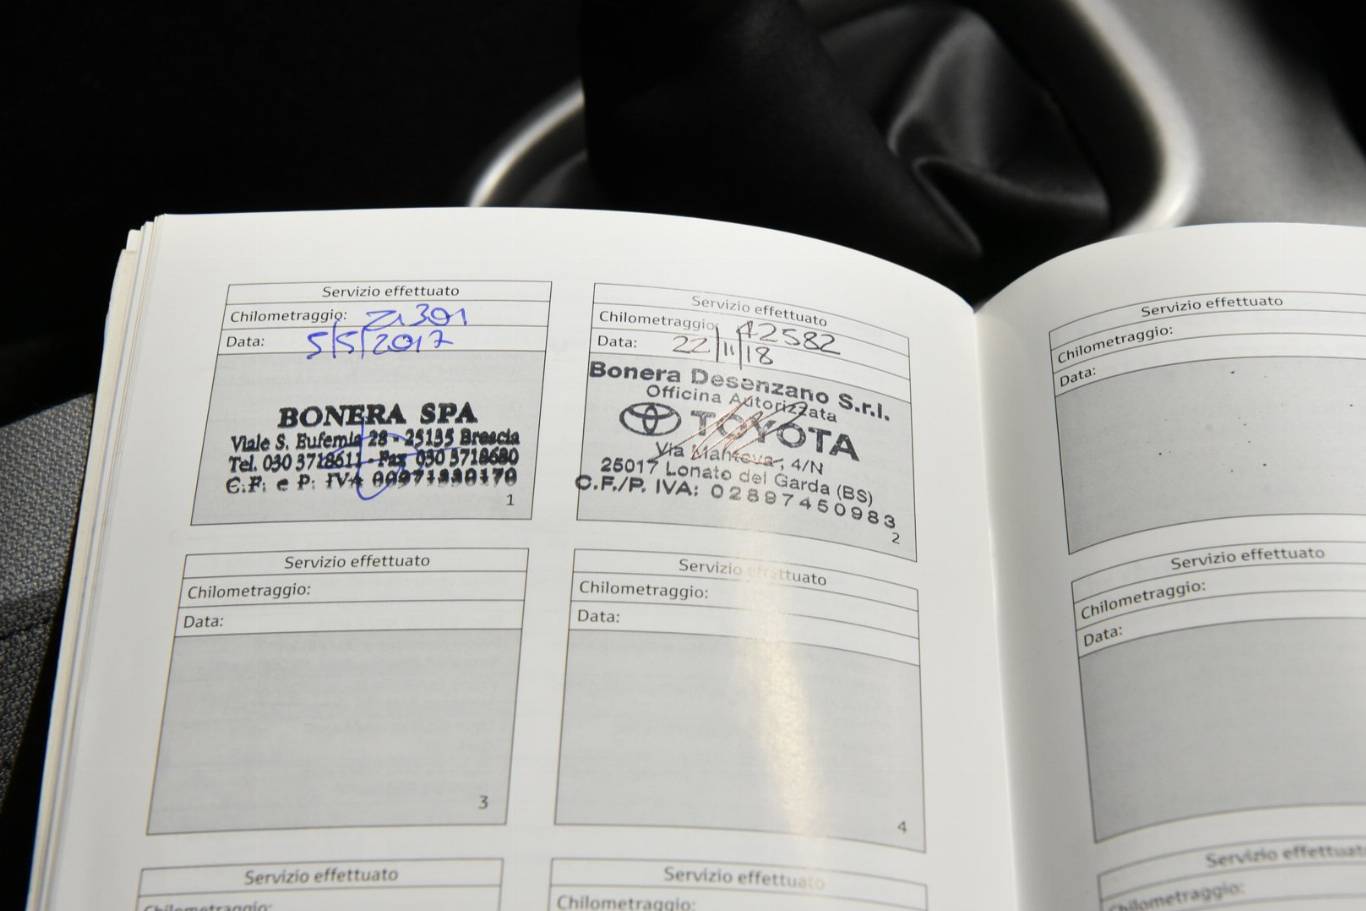 Servizio effettuato
Chilometraggio: 21301
Data: 5/5/2017
BONERA SPA
Viale S. Eufemia 28 - 25135 Brescia
Tel. 030 3718611 - Fax 030 3718680
C.F. e P. IVA
1
Servizio effettuato
Chilometraggio: 42582
Data: 22/11/18
Bonera Desenzano S.r.l.
Officina Autorizzata
TOYOTA
Via Mantova, 4/N
25017 Lonato del Garda (BS)
C.F./P. IVA: 02897450983
2
Servizio effettuato
Chilometraggio:
Data:
3
Servizio effettuato
Chilometraggio:
Data:
4
Servizio effettuato
Chilometraggio:
Servizio effettuato
Chilometraggio:
Servizio effettuato
Chilometraggio:
Data:
Servizio effettuato
Chilometraggio:
Data:
Servizio effettuato
Chilometraggio: